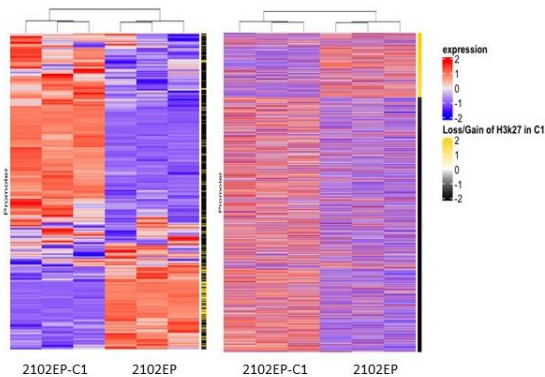 Promoter
2102EP-C1
2102EP
Promoter
2102EP-C1
2102EP
expression
2
1
0
-1
-2
Loss/Gain of H3k27 in C1
2
1
0
-1
-2